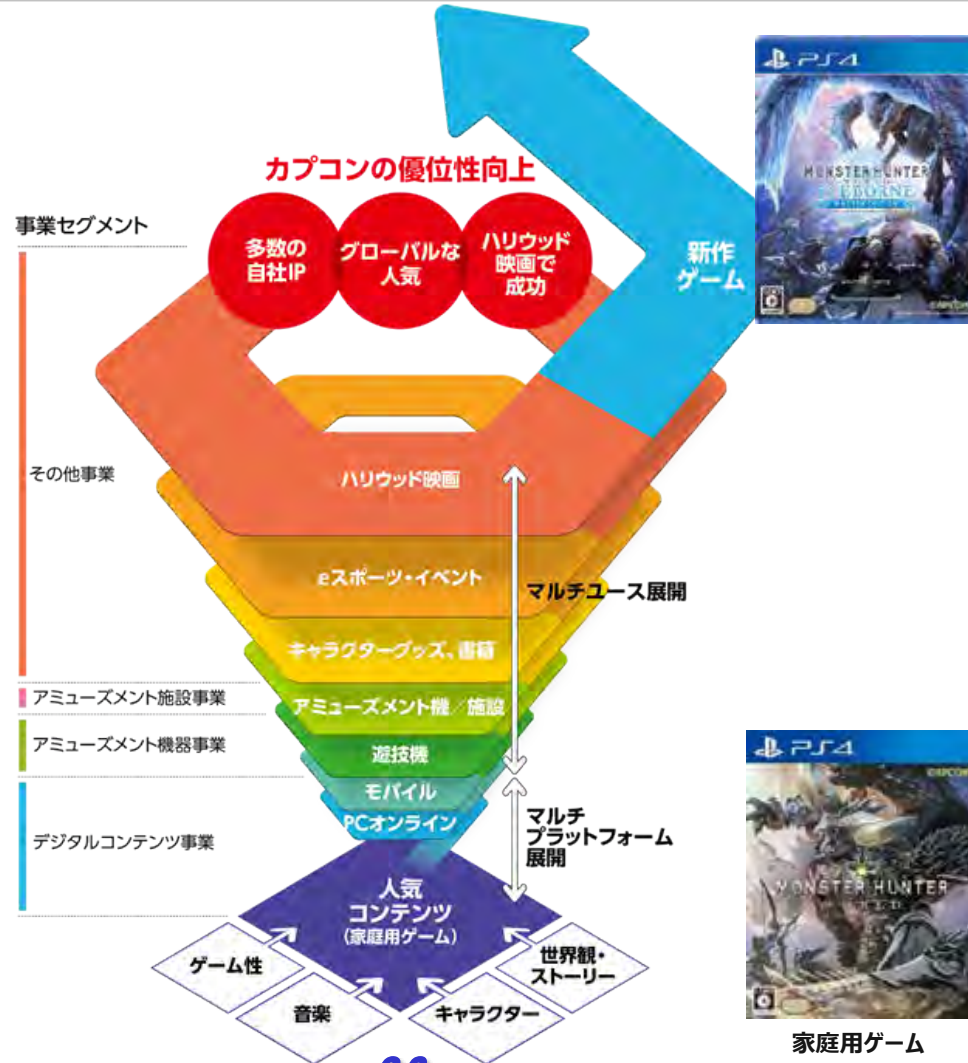 PS4
MONSTER HUNTER
ICEBORNE
CAPCOM
カプコンの優位性向上
事業セグメント
多数の
自社IP
グローバルな
人気
ハリウッド
映画で
成功
新作
ゲーム
その他事業
ハリウッド映画
eスポーツ・イベント
マルチユース展開
キャラクターグッズ、書籍
アミューズメント施設事業
アミューズメント機/施設
アミューズメント機器事業
遊技機
モバイル
PCオンライン
マルチ
プラットフォーム
展開
デジタルコンテンツ事業
人気
コンテンツ
(家庭用ゲーム)
ゲーム性
世界観・
ストーリー
音楽
キャラクター
PS4
CAPCOM
MONSTER HUNTER
家庭用ゲーム